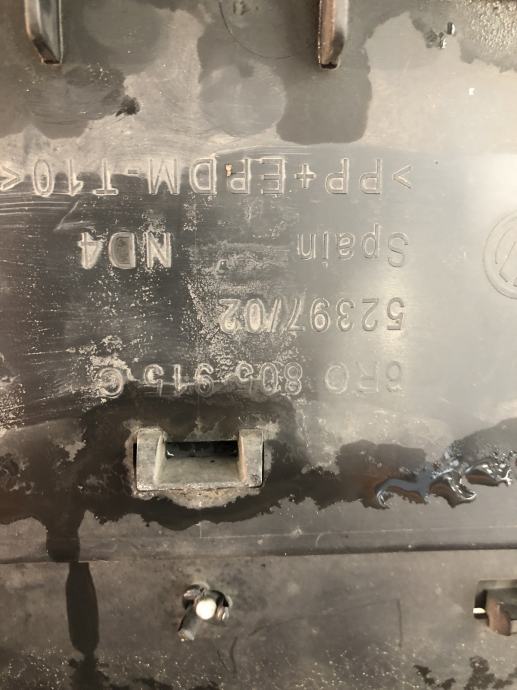 6R0 805 915 C
52397/02
Spain ND4
>PP+EPDM-T10<